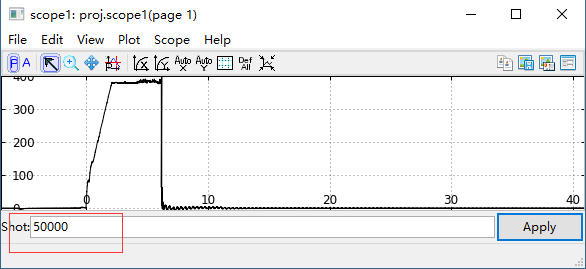 scope1: proj.scope1(page 1)
File Edit View Plot Scope Help
P A Auto X Auto Y Def All
400
300
200
100
0
0 10 20 30 40
Shot: 50000 Apply